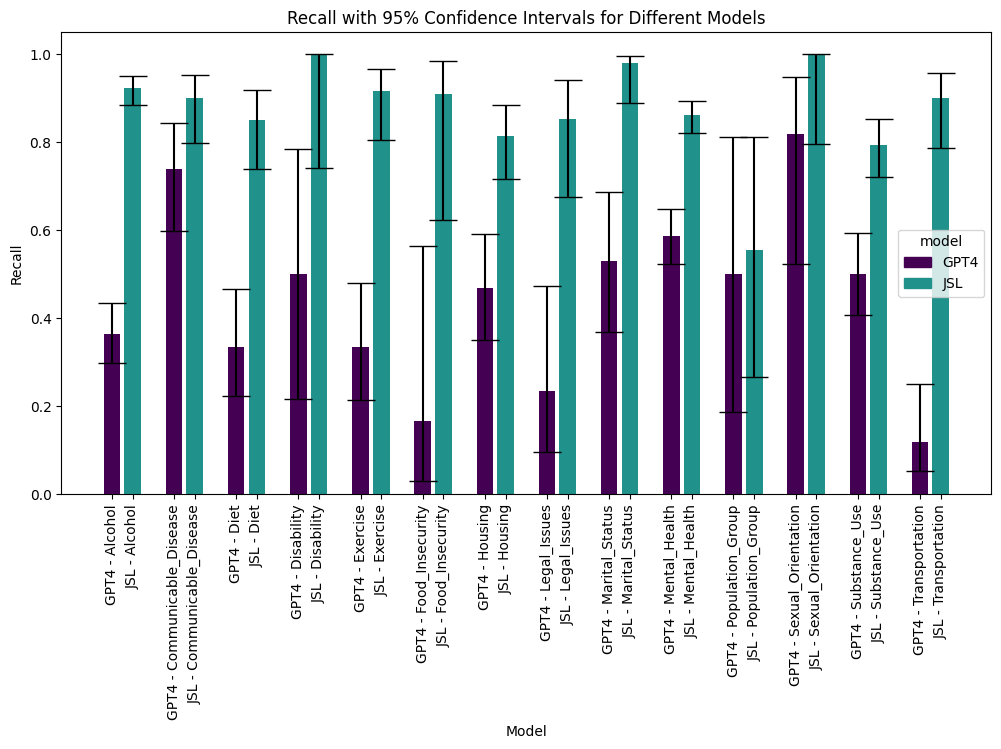 Recall with 95% Confidence Intervals for Different Models
Recall
1.0
0.8
0.6
0.4
0.2
0.0
model
GPT4
JSL
GPT4 - Alcohol
JSL - Alcohol
GPT4 - Communicable_Disease
JSL - Communicable_Disease
GPT4 - Diet
JSL - Diet
GPT4 - Disability
JSL - Disability
GPT4 - Exercise
JSL - Exercise
GPT4 - Food_Insecurity
JSL - Food_Insecurity
GPT4 - Housing
JSL - Housing
GPT4 - Legal_Issues
JSL - Legal_Issues
GPT4 - Marital_Status
JSL - Marital_Status
GPT4 - Mental_Health
JSL - Mental_Health
GPT4 - Population_Group
JSL - Population_Group
GPT4 - Sexual_Orientation
JSL - Sexual_Orientation
GPT4 - Substance_Use
JSL - Substance_Use
GPT4 - Transportation
JSL - Transportation
Model